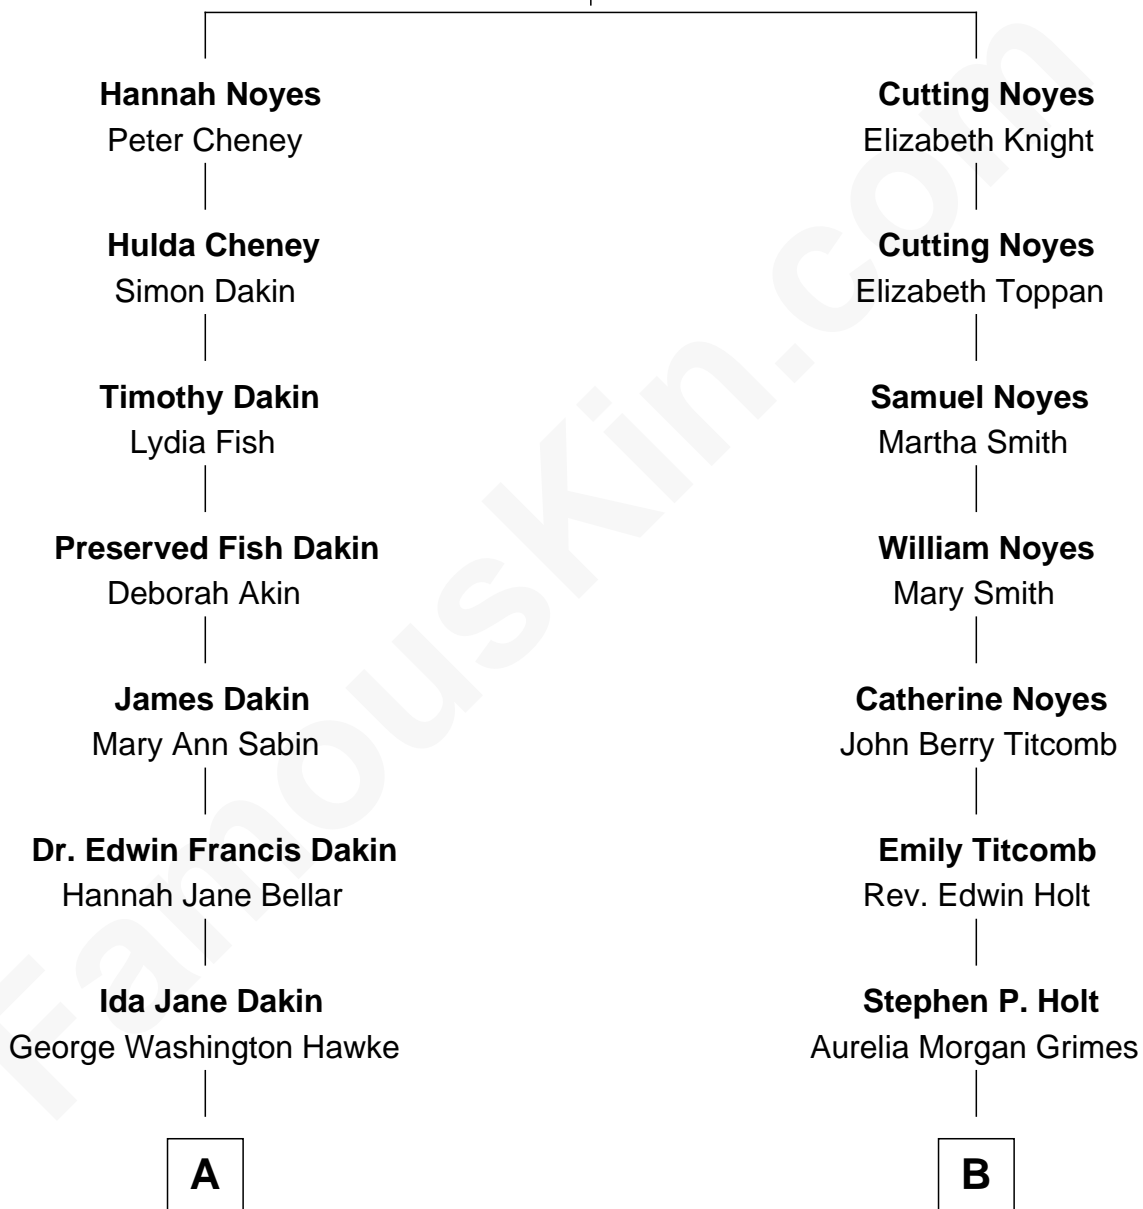 Hannah Noyes
Peter Cheney
Cutting Noyes
Elizabeth Knight
Hulda Cheney
Simon Dakin
Cutting Noyes
Elizabeth Toppan
Timothy Dakin
Lydia Fish
Samuel Noyes
Martha Smith
Preserved Fish Dakin
Deborah Akin
William Noyes
Mary Smith
James Dakin
Mary Ann Sabin
Catherine Noyes
John Berry Titcomb
Dr. Edwin Francis Dakin
Hannah Jane Bellar
Emily Titcomb
Rev. Edwin Holt
Ida Jane Dakin
George Washington Hawke
Stephen P. Holt
Aurelia Morgan Grimes
A
B
FamousKin.com